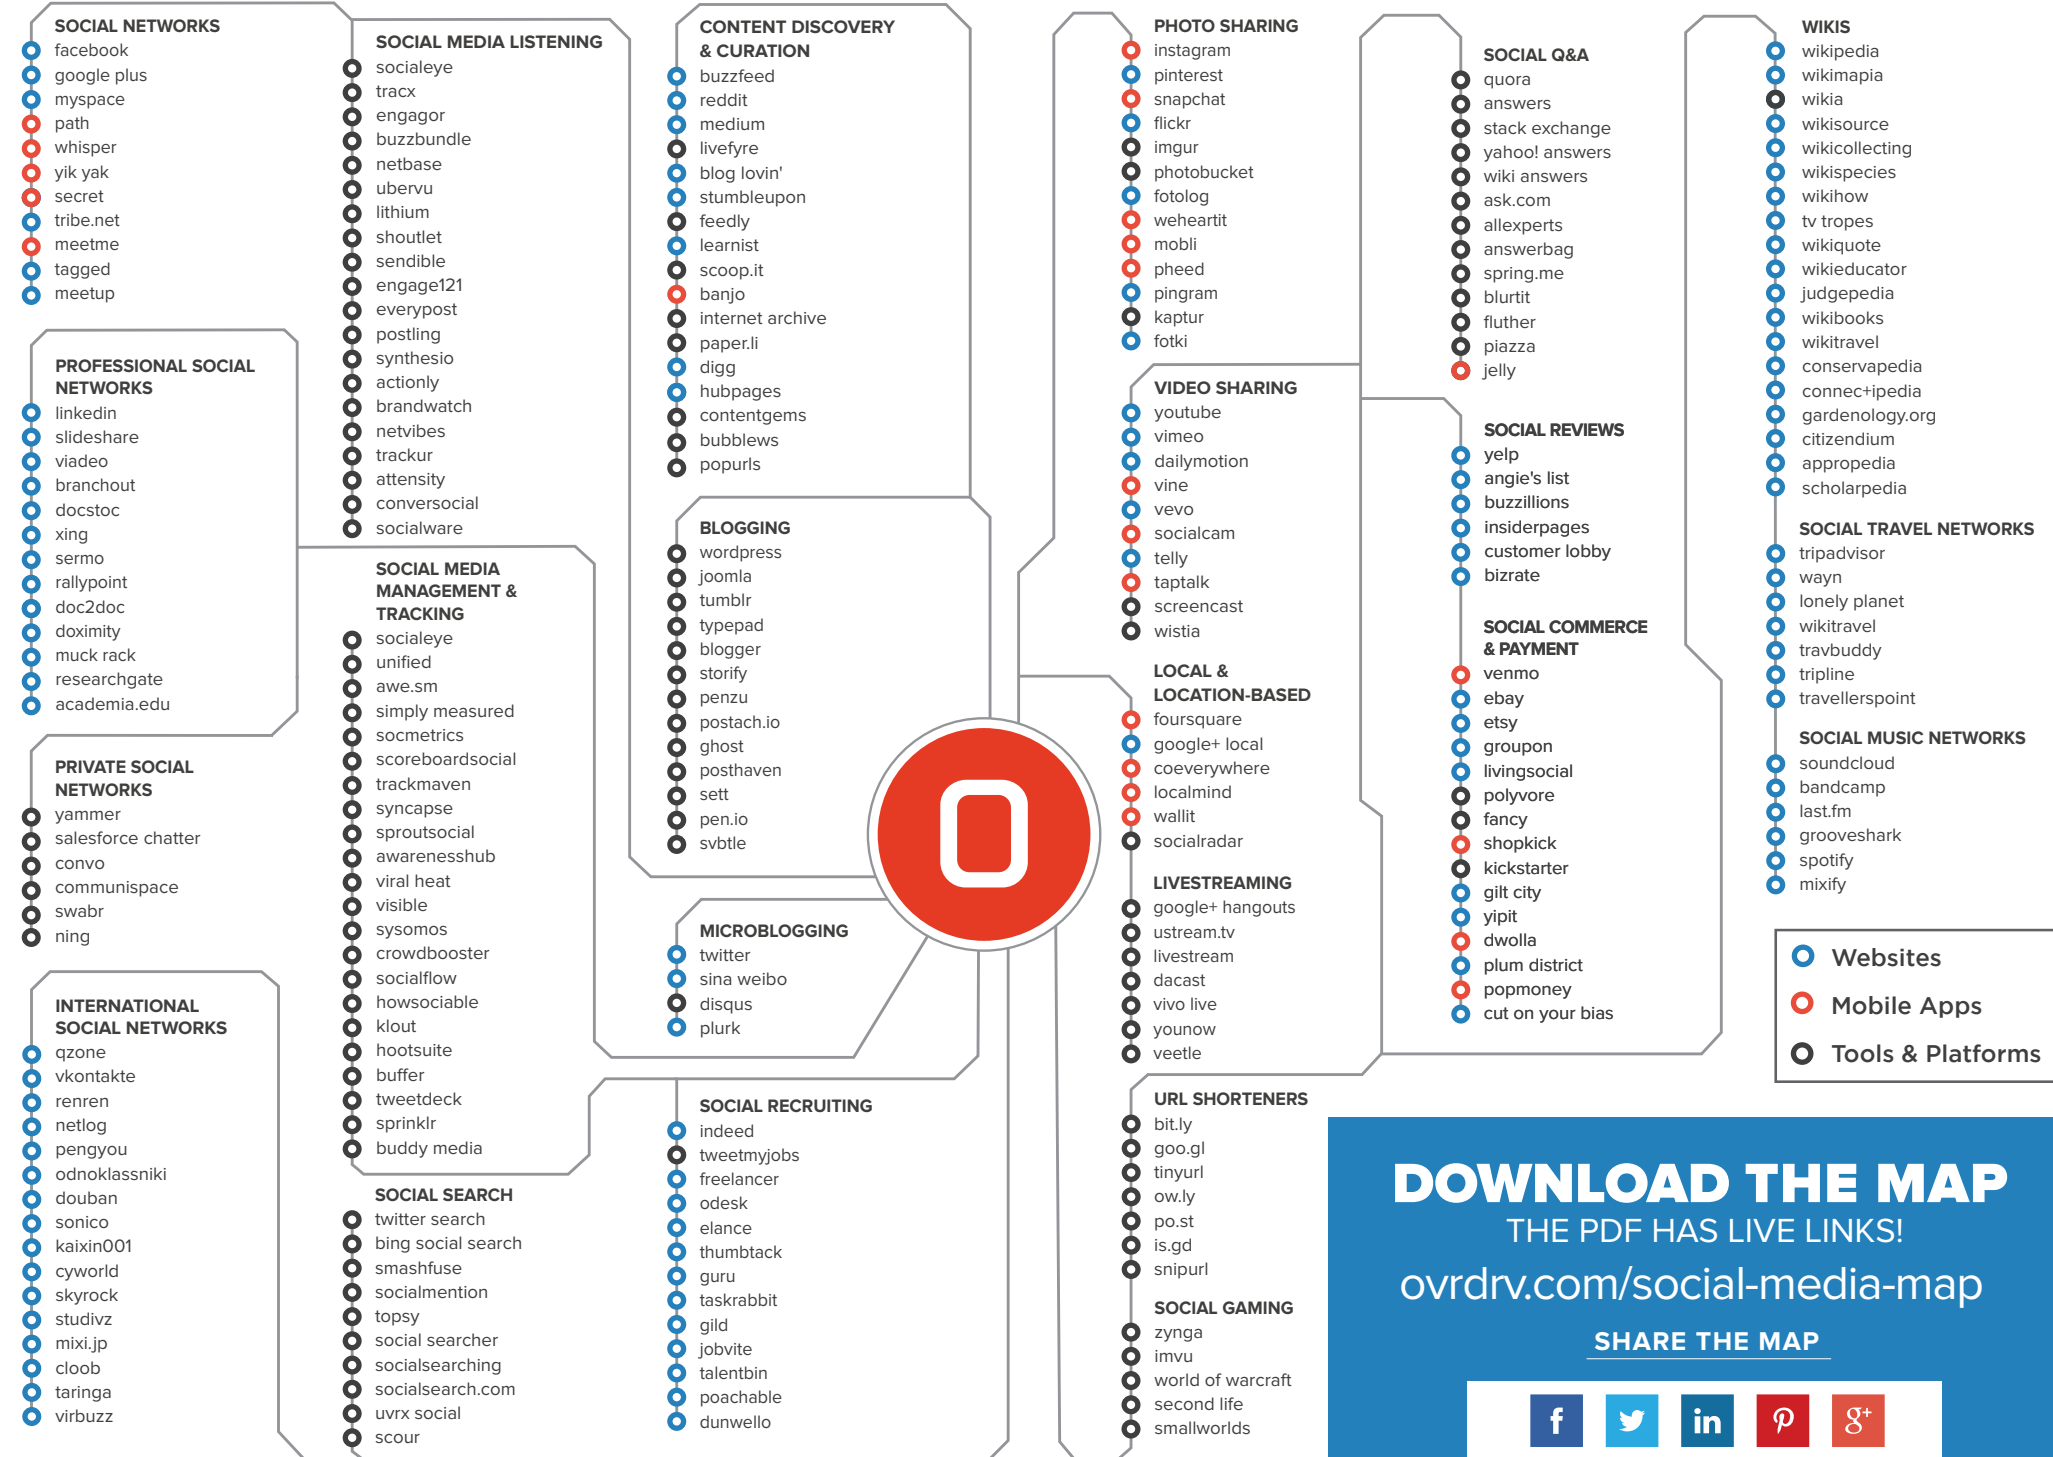 SOCIAL NETWORKS
facebook
google plus
myspace
path
whisper
yik yak
secret
tribe.net
meetme
tagged
meetup
PROFESSIONAL SOCIAL
NETWORKS
linkedin
slideshare
viadeo
branchout
docstoc
xing
sermo
rallypoint
doc2doc
doximity
muck rack
researchgate
academia.edu
PRIVATE SOCIAL
NETWORKS
yammer
salesforce chatter
convo
communispace
swabr
ning
INTERNATIONAL
SOCIAL NETWORKS
qzone
vkontakte
renren
netlog
pengyou
odnoklassniki
douban
sonico
kaixin001
cyworld
skyrock
studivz
mixi.jp
cloob
taringa
virbuzz
SOCIAL MEDIA LISTENING
socialeye
tracx
engagor
buzzbundle
netbase
ubervu
lithium
shoutlet
sendible
engage121
everypost
postling
synthesio
actionly
brandwatch
netvibes
trackur
attensity
conversocial
socialware
SOCIAL MEDIA
MANAGEMENT &
TRACKING
socialeye
unified
awe.sm
simply measured
socmetrics
scoreboardsocial
trackmaven
syncapse
sproutsocial
awarenesshub
viral heat
visible
sysomos
crowdbooster
socialflow
howsociable
klout
hootsuite
buffer
tweetdeck
sprinklr
buddy media
SOCIAL SEARCH
twitter search
bing social search
smashfuse
socialmention
topsy
social searcher
socialsearching
socialsearch.com
uvrx social
scour
CONTENT DISCOVERY
& CURATION
buzzfeed
reddit
medium
livefyre
blog lovin'
stumbleupon
feedly
learnist
scoop.it
banjo
internet archive
paper.li
digg
hubpages
contentgems
bubblews
popurls
BLOGGING
wordpress
joomla
tumblr
typepad
blogger
storify
penzu
postach.io
ghost
posthaven
sett
pen.io
svbtle
MICROBLOGGING
twitter
sina weibo
disqus
plurk
SOCIAL RECRUITING
indeed
tweetmyjobs
freelancer
odesk
elance
thumbtack
guru
taskrabbit
gild
jobvite
talentbin
poachable
dunwello
O
PHOTO SHARING
instagram
pinterest
snapchat
flickr
imgur
photobucket
fotolog
weheartit
mobli
pheed
pingram
kaptur
fotki
VIDEO SHARING
youtube
vimeo
dailymotion
vine
vevo
socialcam
telly
taptalk
screencast
wistia
LOCAL &
LOCATION-BASED
foursquare
google+ local
coeverywhere
localmind
wallit
socialradar
LIVESTREAMING
google+ hangouts
ustream.tv
livestream
dacast
vivo live
younow
veetle
URL SHORTENERS
bit.ly
goo.gl
tinyurl
ow.ly
po.st
is.gd
snipurl
SOCIAL GAMING
zynga
imvu
world of warcraft
second life
smallworlds
SOCIAL Q&A
quora
answers
stack exchange
yahoo! answers
wiki answers
ask.com
allexperts
answerbag
spring.me
blurtit
fluther
piazza
jelly
SOCIAL REVIEWS
yelp
angie's list
buzzillions
insiderpages
customer lobby
bizrate
SOCIAL COMMERCE
& PAYMENT
venmo
ebay
etsy
groupon
livingsocial
polyvore
fancy
shopkick
kickstarter
gilt city
yipit
dwolla
plum district
popmoney
cut on your bias
WIKIS
wikipedia
wikimapia
wikia
wikisource
wikicollecting
wikispecies
wikihow
tv tropes
wikiquote
wikieducator
judgepedia
wikibooks
wikitravel
conservapedia
connec+ipedia
gardenology.org
citizendium
appropedia
scholarpedia
SOCIAL TRAVEL NETWORKS
tripadvisor
wayn
lonely planet
wikitravel
travbuddy
tripline
travellerspoint
SOCIAL MUSIC NETWORKS
soundcloud
bandcamp
last.fm
grooveshark
spotify
mixify
Websites
Mobile Apps
Tools & Platforms
DOWNLOAD THE MAP
THE PDF HAS LIVE LINKS!
ovrdrv.com/social-media-map
SHARE THE MAP
f in p g+